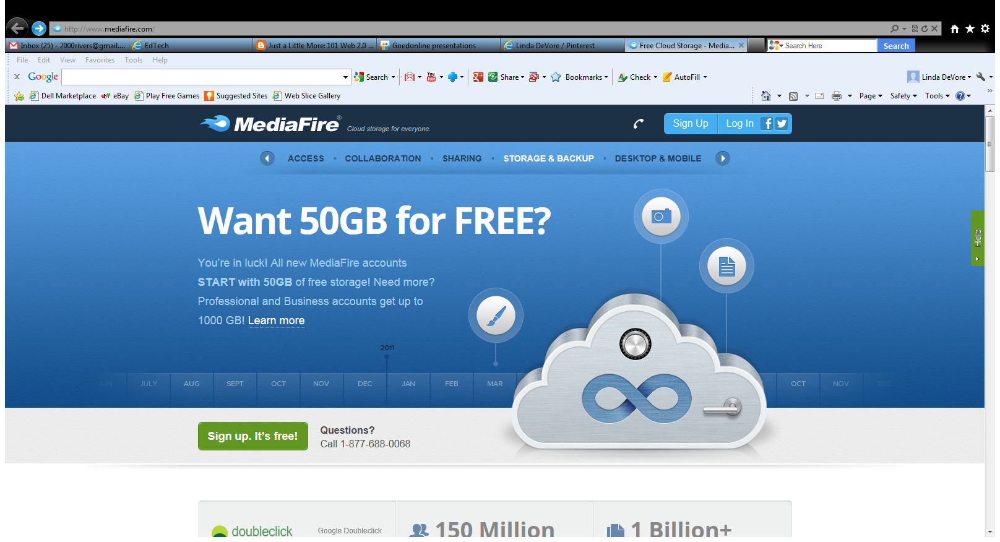 http://www.mediafire.com/
Inbox (25) - 2000rivers@gmail....
EdTech
Just a Little More: 101 Web 2.0 ...
Goedonline presentations
Linda DeVore / Pinterest
Free Cloud Storage - Media...
Search Here
Search
File Edit View Favorites Tools Help
x Google
Search
You Tube
Share
Bookmarks
Check
AutoFill
Linda DeVore
Dell Marketplace
eBay
Play Free Games
Suggested Sites
Web Slice Gallery
Page
Safety
Tools
MediaFire®
Cloud storage for everyone.
Sign Up
Log In
ACCESS • COLLABORATION • SHARING • STORAGE & BACKUP • DESKTOP & MOBILE
Want 50GB for FREE?
You're in luck! All new MediaFire accounts
START with 50GB of free storage! Need more?
Professional and Business accounts get up to
1000 GB! Learn more
Help
2011
JUN JULY AUG SEPT OCT NOV DEC JAN FEB MAR OCT NOV DEC
Sign up. It's free!
Questions?
Call 1-877-688-0068
doubleclick
Google Doubleclick
150 Million
1 Billion+